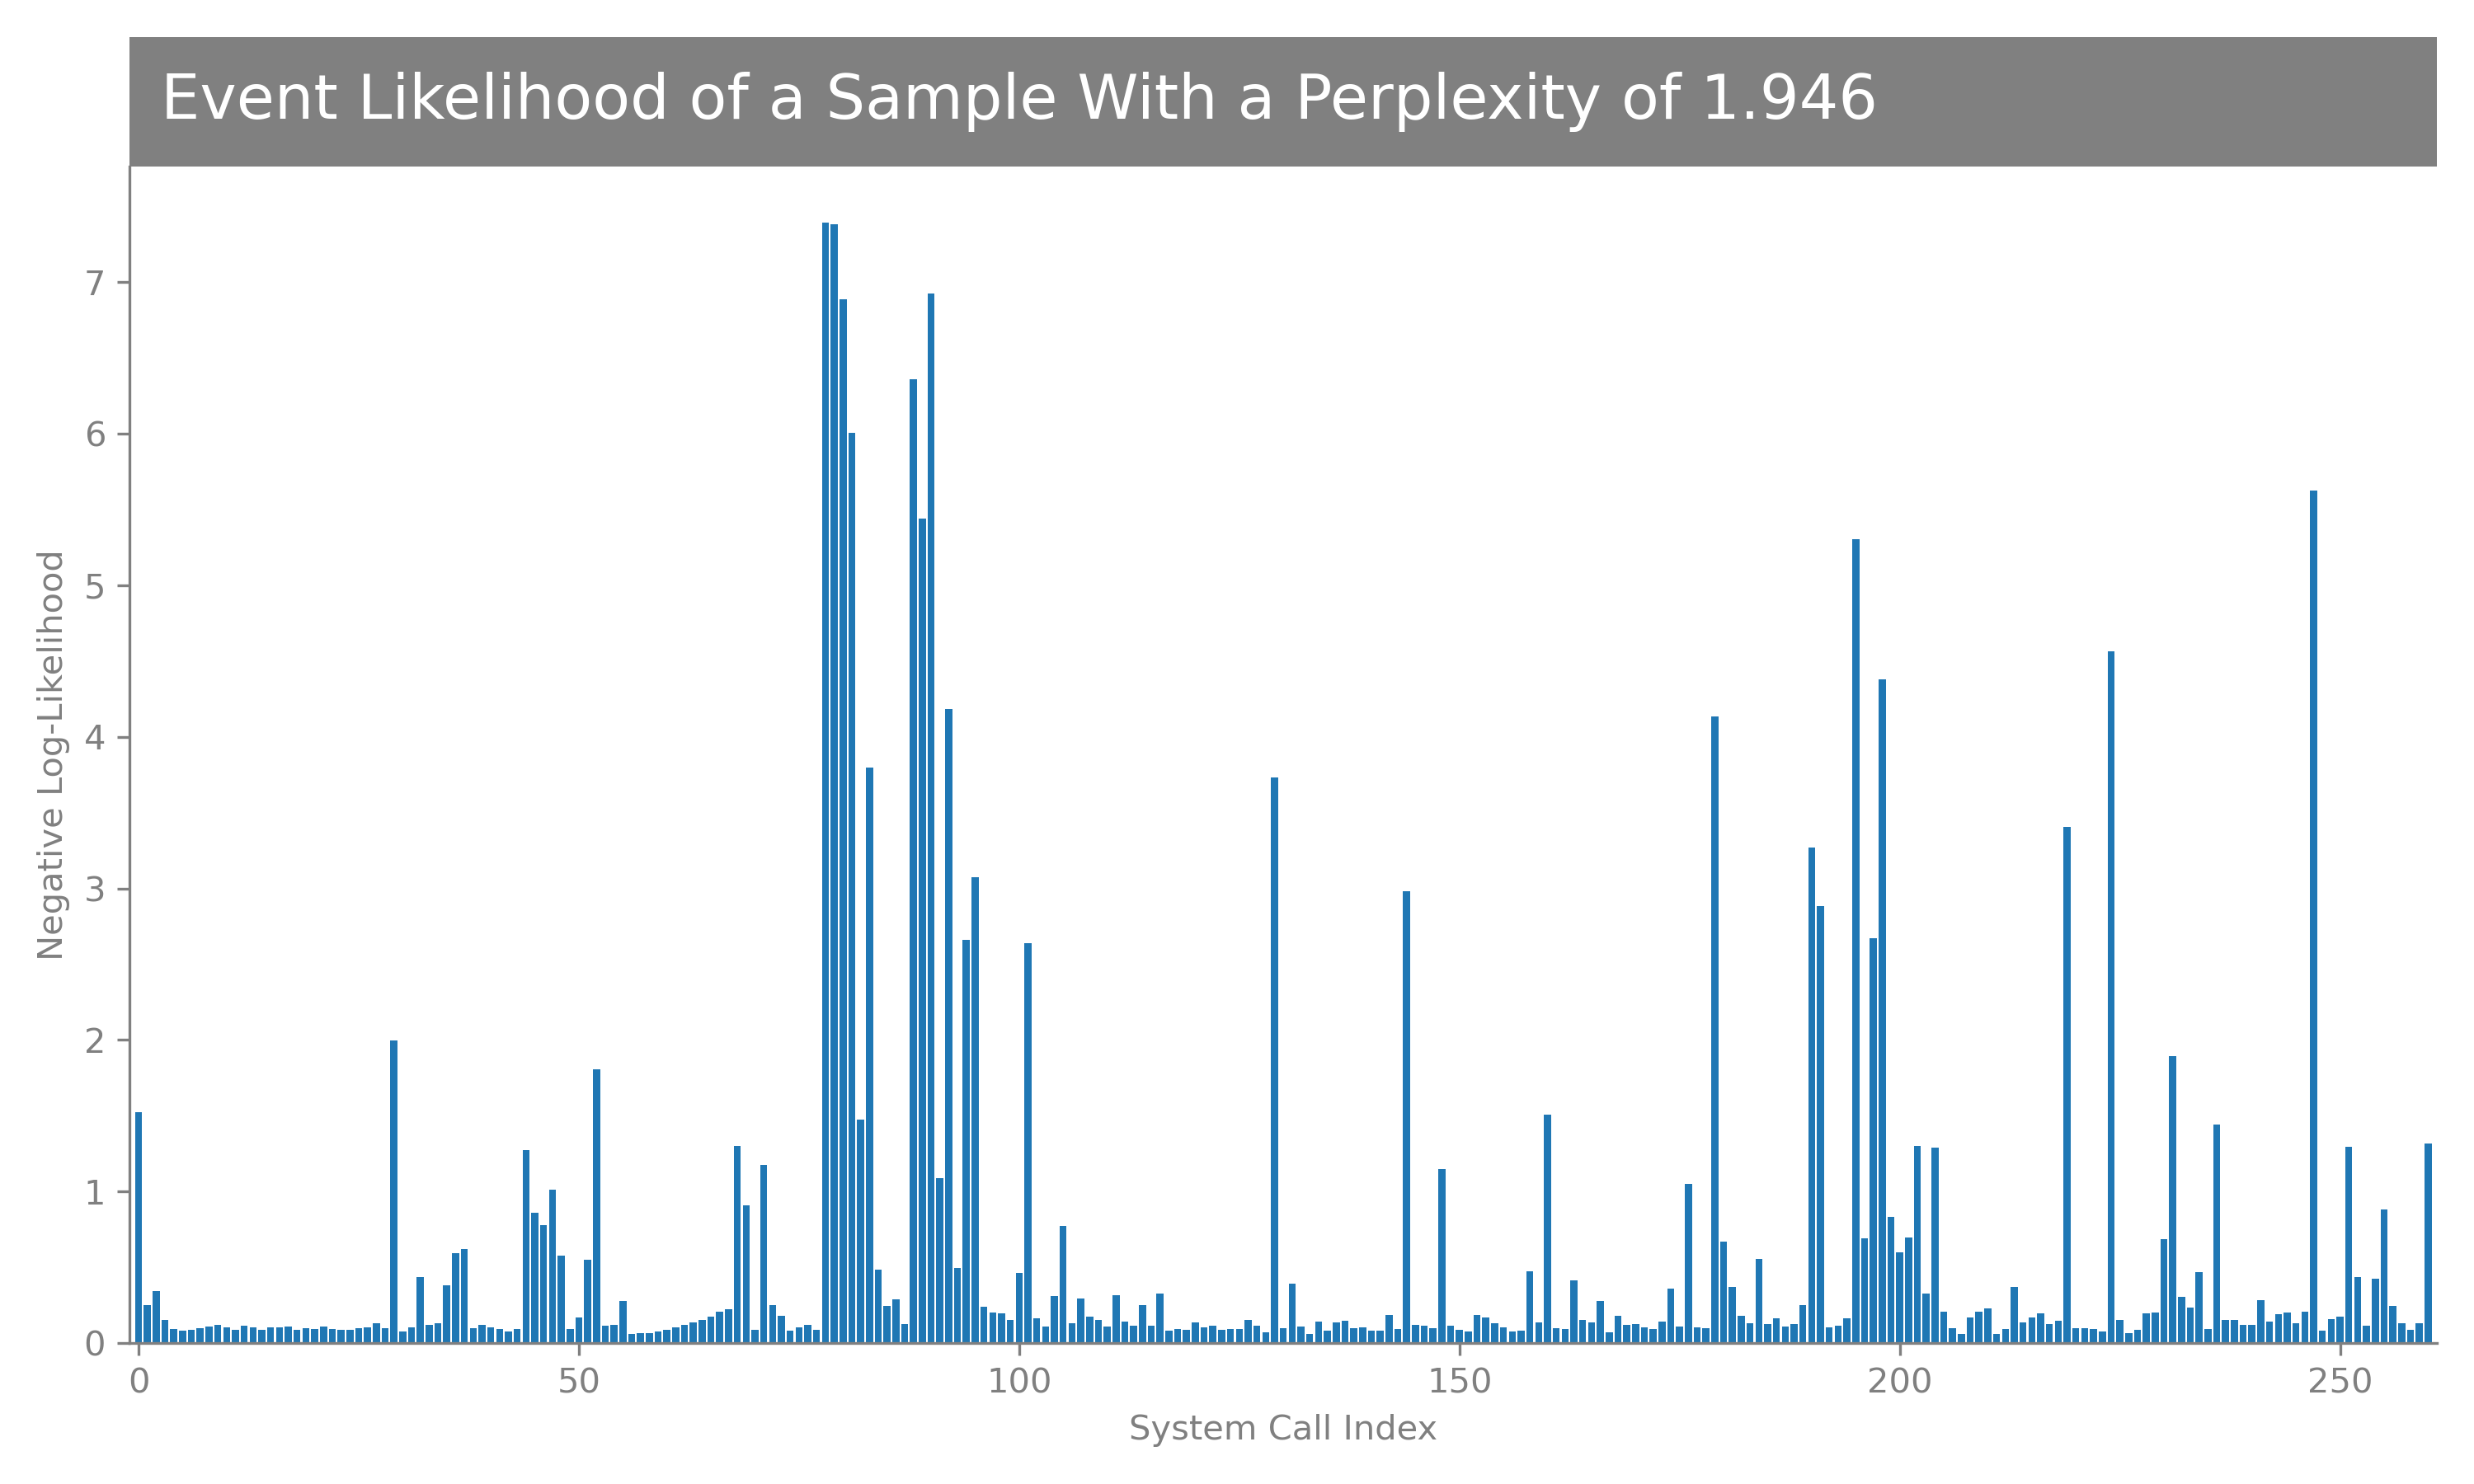 Event Likelihood of a Sample With a Perplexity of 1.946
7
6
5
4
3
2
1
0
Negative Log-Likelihood
0 50 100 150 200 250
System Call Index